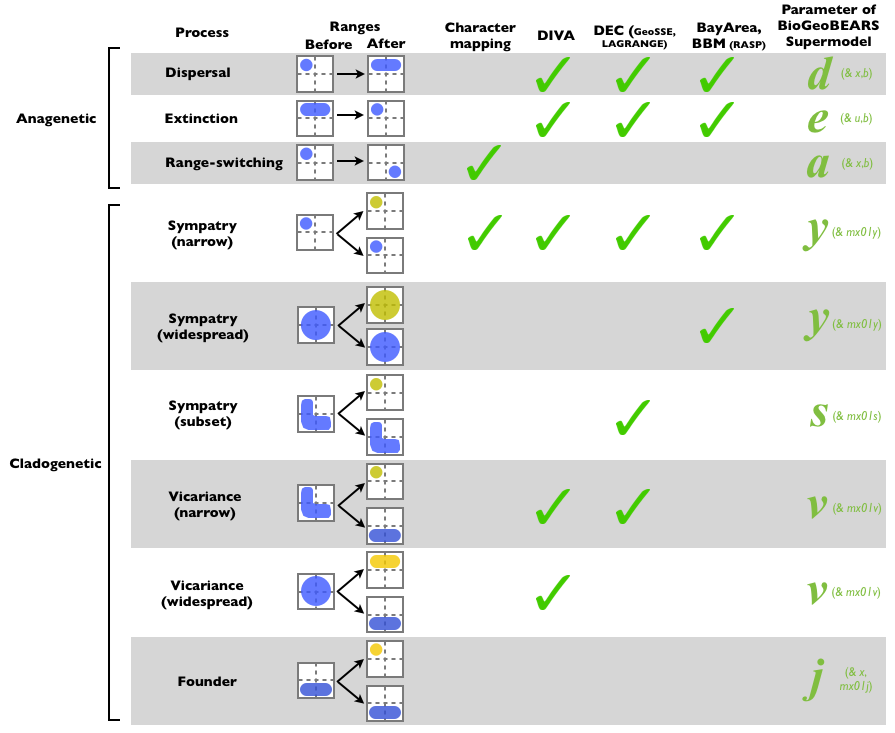 Process
Ranges
Before After
Character
mapping
DIVA
DEC (GeoSSE,
LAGRANGE)
BayArea,
BBM (RASP)
Parameter of
BioGeoBEARS
Supermodel
Anagenetic
Dispersal
d (& x,b)
Extinction
e (& u,b)
Range-switching
a (& x,b)
Cladogenetic
Sympatry
(narrow)
y (& mx01y)
Sympatry
(widespread)
y (& mx01y)
Sympatry
(subset)
s (& mx01s)
Vicariance
(narrow)
v (& mx01v)
Vicariance
(widespread)
v (& mx01v)
Founder
j (& x,
mx01j)